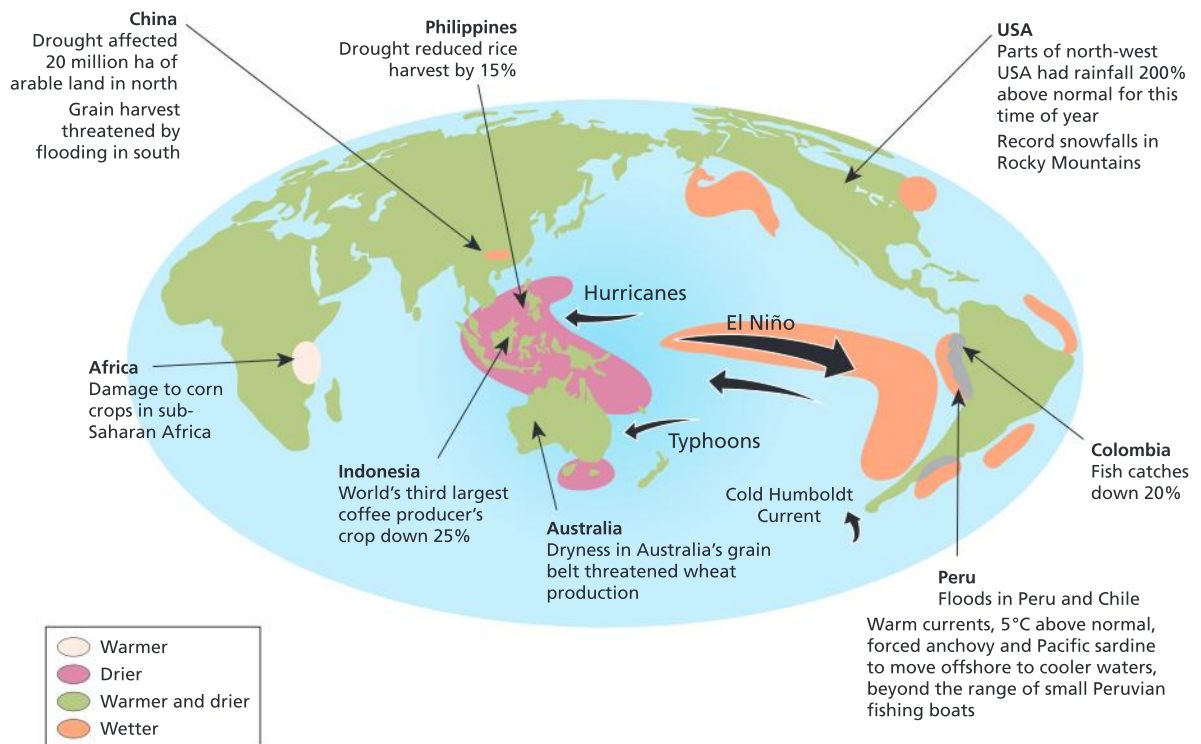 China
Drought affected
20 million ha of
arable land in north
Grain harvest
threatened by
flooding in south
Philippines
Drought reduced rice
harvest by 15%
USA
Parts of north-west
USA had rainfall 200%
above normal for this
time of year
Record snowfalls in
Rocky Mountains
Hurricanes
El Niño
Africa
Damage to corn
crops in sub-
Saharan Africa
Typhoons
Indonesia
World’s third largest
coffee producer’s
crop down 25%
Australia
Dryness in Australia’s grain
belt threatened wheat
production
Cold Humboldt
Current
Colombia
Fish catches
down 20%
Peru
Floods in Peru and Chile
Warm currents, 5°C above normal,
forced anchovy and Pacific sardine
to move offshore to cooler waters,
beyond the range of small Peruvian
fishing boats
Warmer
Drier
Warmer and drier
Wetter